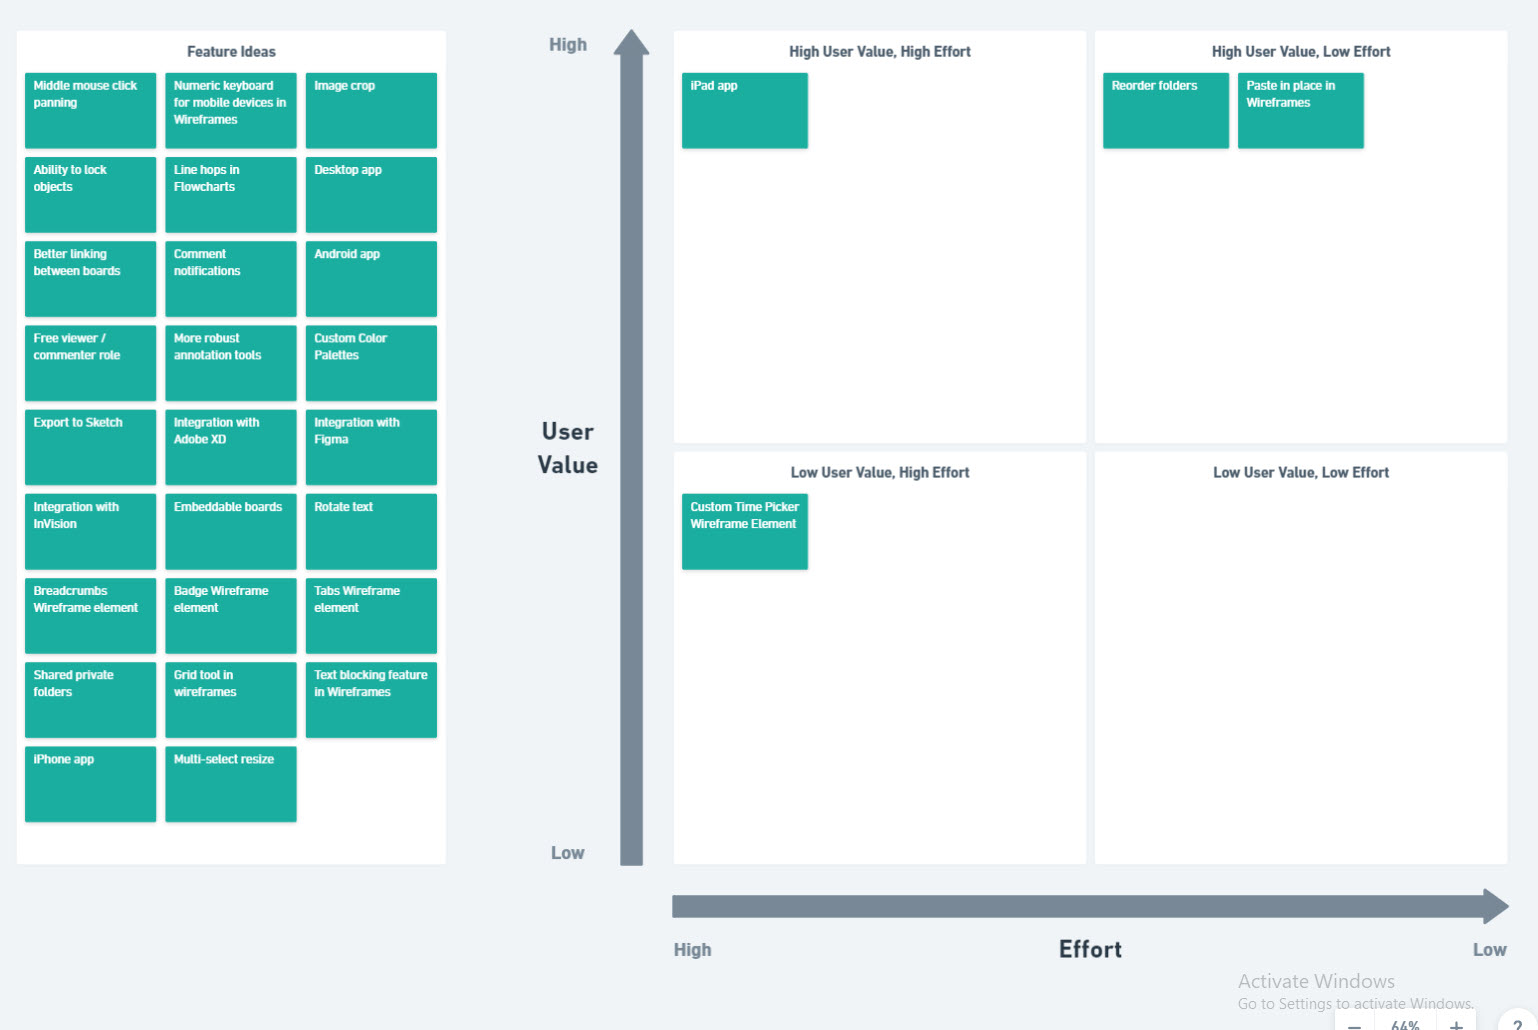 Feature Ideas
Middle mouse click
panning
Numeric keyboard
for mobile devices in
Wireframes
Image crop
Ability to lock
objects
Line hops in
Flowcharts
Desktop app
Better linking
between boards
Comment
notifications
Android app
Free viewer /
commenter role
More robust
annotation tools
Custom Color
Palettes
Export to Sketch
Integration with
Adobe XD
Integration with
Figma
Integration with
InVision
Embeddable boards
Rotate text
Breadcrumbs
Wireframe element
Badge Wireframe
element
Tabs Wireframe
element
Shared private
folders
Grid tool in
wireframes
Text blocking feature
in Wireframes
iPhone app
Multi-select resize
High
User
Value
Low
High User Value, High Effort
iPad app
High User Value, Low Effort
Reorder folders
Paste in place in
Wireframes
Low User Value, High Effort
Custom Time Picker
Wireframe Element
Low User Value, Low Effort
High
Effort
Low
Activate Windows
Go to Settings to activate Windows.
− 64% +
?